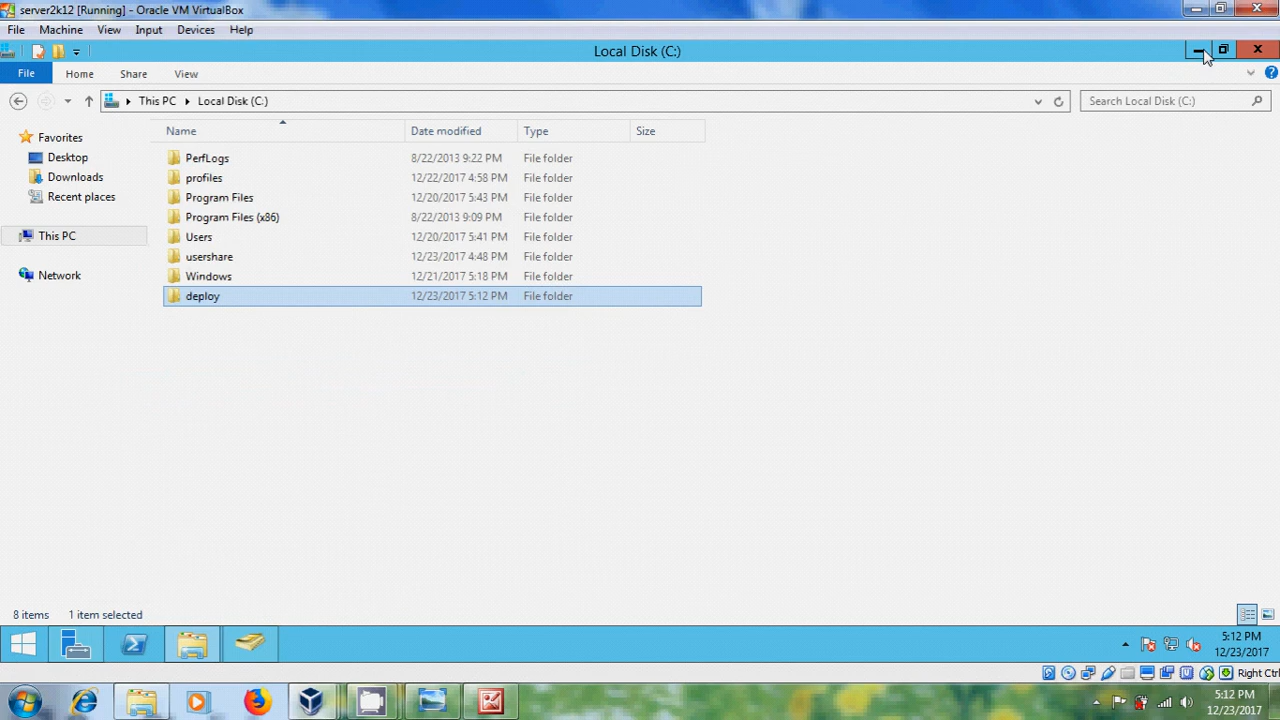 server2k12 [Running] - Oracle VM VirtualBox
File Machine View Input Devices Help
Local Disk (C:)
File Home Share View
This PC Local Disk (C:) Search Local Disk (C:)
Name Date modified Type Size
Favorites
Desktop
Downloads
Recent places
This PC
Network
PerfLogs 8/22/2013 9:22 PM File folder
profiles 12/22/2017 4:58 PM File folder
Program Files 12/20/2017 5:43 PM File folder
Program Files (x86) 8/22/2013 9:09 PM File folder
Users 12/20/2017 5:41 PM File folder
usershare 12/23/2017 4:48 PM File folder
Windows 12/21/2017 5:18 PM File folder
deploy 12/23/2017 5:12 PM File folder
8 items 1 item selected
5:12 PM
12/23/2017
Right Ctrl
5:12 PM
12/23/2017